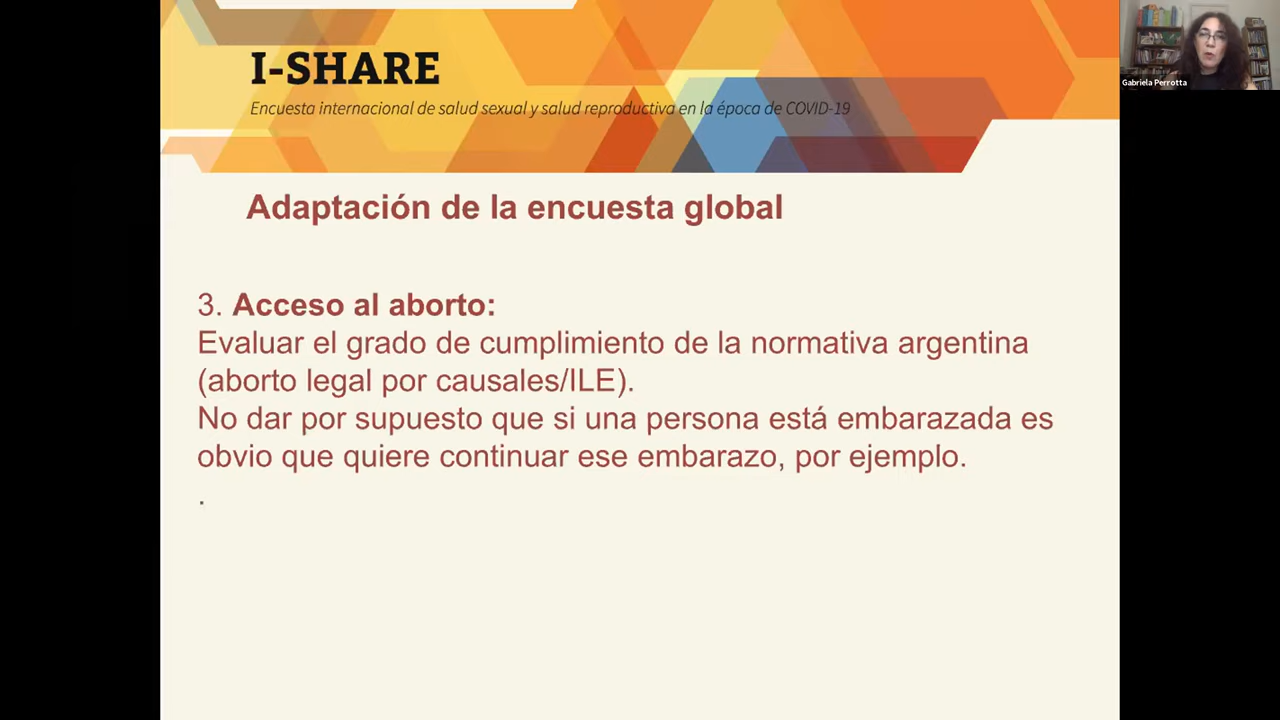 I-SHARE
Encuesta internacional de salud sexual y salud reproductiva en la época de COVID-19
Gabriela Perrotta
Adaptación de la encuesta global
3. Acceso al aborto:
Evaluar el grado de cumplimiento de la normativa argentina
(aborto legal por causales/ILE).
No dar por supuesto que si una persona está embarazada es
obvio que quiere continuar ese embarazo, por ejemplo.
.